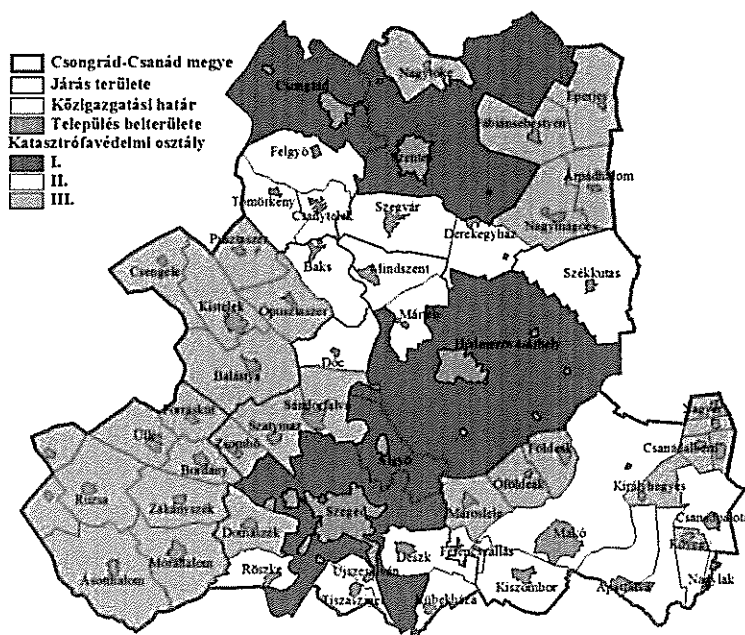 Csongrád-Csanád megye
Járás területe
Közigazgatási határ
Település belterülete
Katasztrófavédelmi osztály
I.
II.
III.
Csongrád
Nagytőke
Eperjes
Fábiánsebestyén
Felgyő
Szentes
Árpádhalom
Tömörkény
Csanytelek
Szegvár
Nagymágocs
Derekegyház
Pusztaszer
Baks
Mindszent
Székkutas
Csengele
Kistelek
Ópusztaszer
Mártély
Hódmezővásárhely
Dóc
Balástya
Sándorfalva
Forráskút
Szatymaz
Üllés
Zsombó
Bordány
Algyő
Földeák
Csanádalberti
Óföldeák
Királyhegyes
Ruzsa
Zákányszék
Szeged
Maroslele
Csanádpalota
Domaszék
Makó
Kövegy
Mórahalom
Röszke
Deszk
Ferencszállás
Ásotthalom
Újszentiván
Tiszasziget
Kübekháza
Kiszombor
Apátfalva
Nagylak